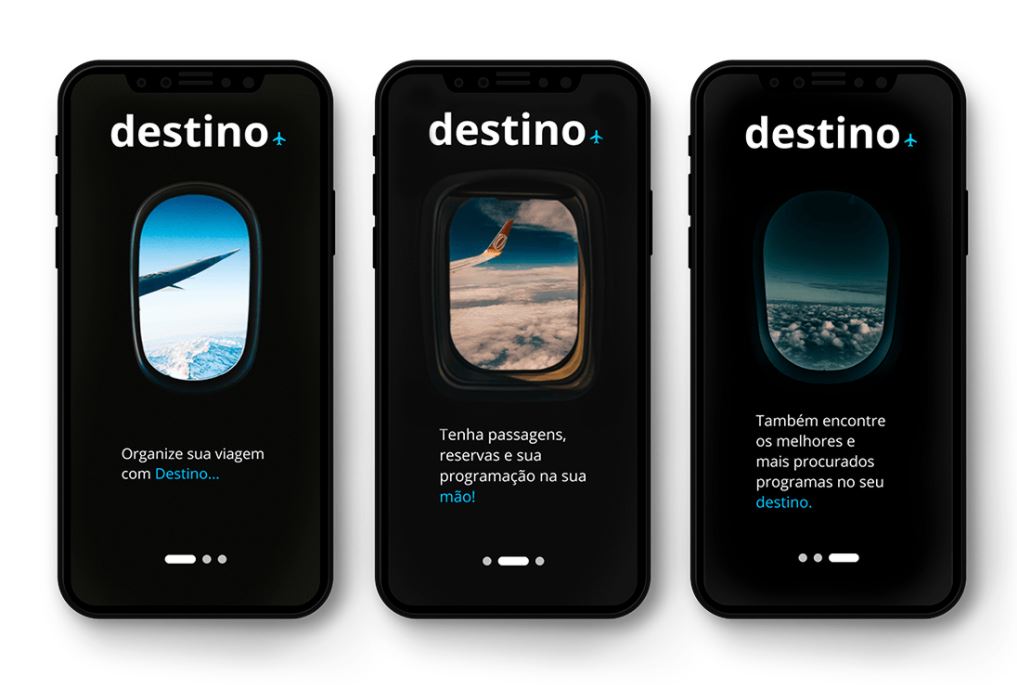 destino
Organize sua viagem
com Destino...
destino
Tenha passagens,
reservas e sua
programação na sua
mão!
destino
Também encontre
os melhores e
mais procurados
programas no seu
destino.